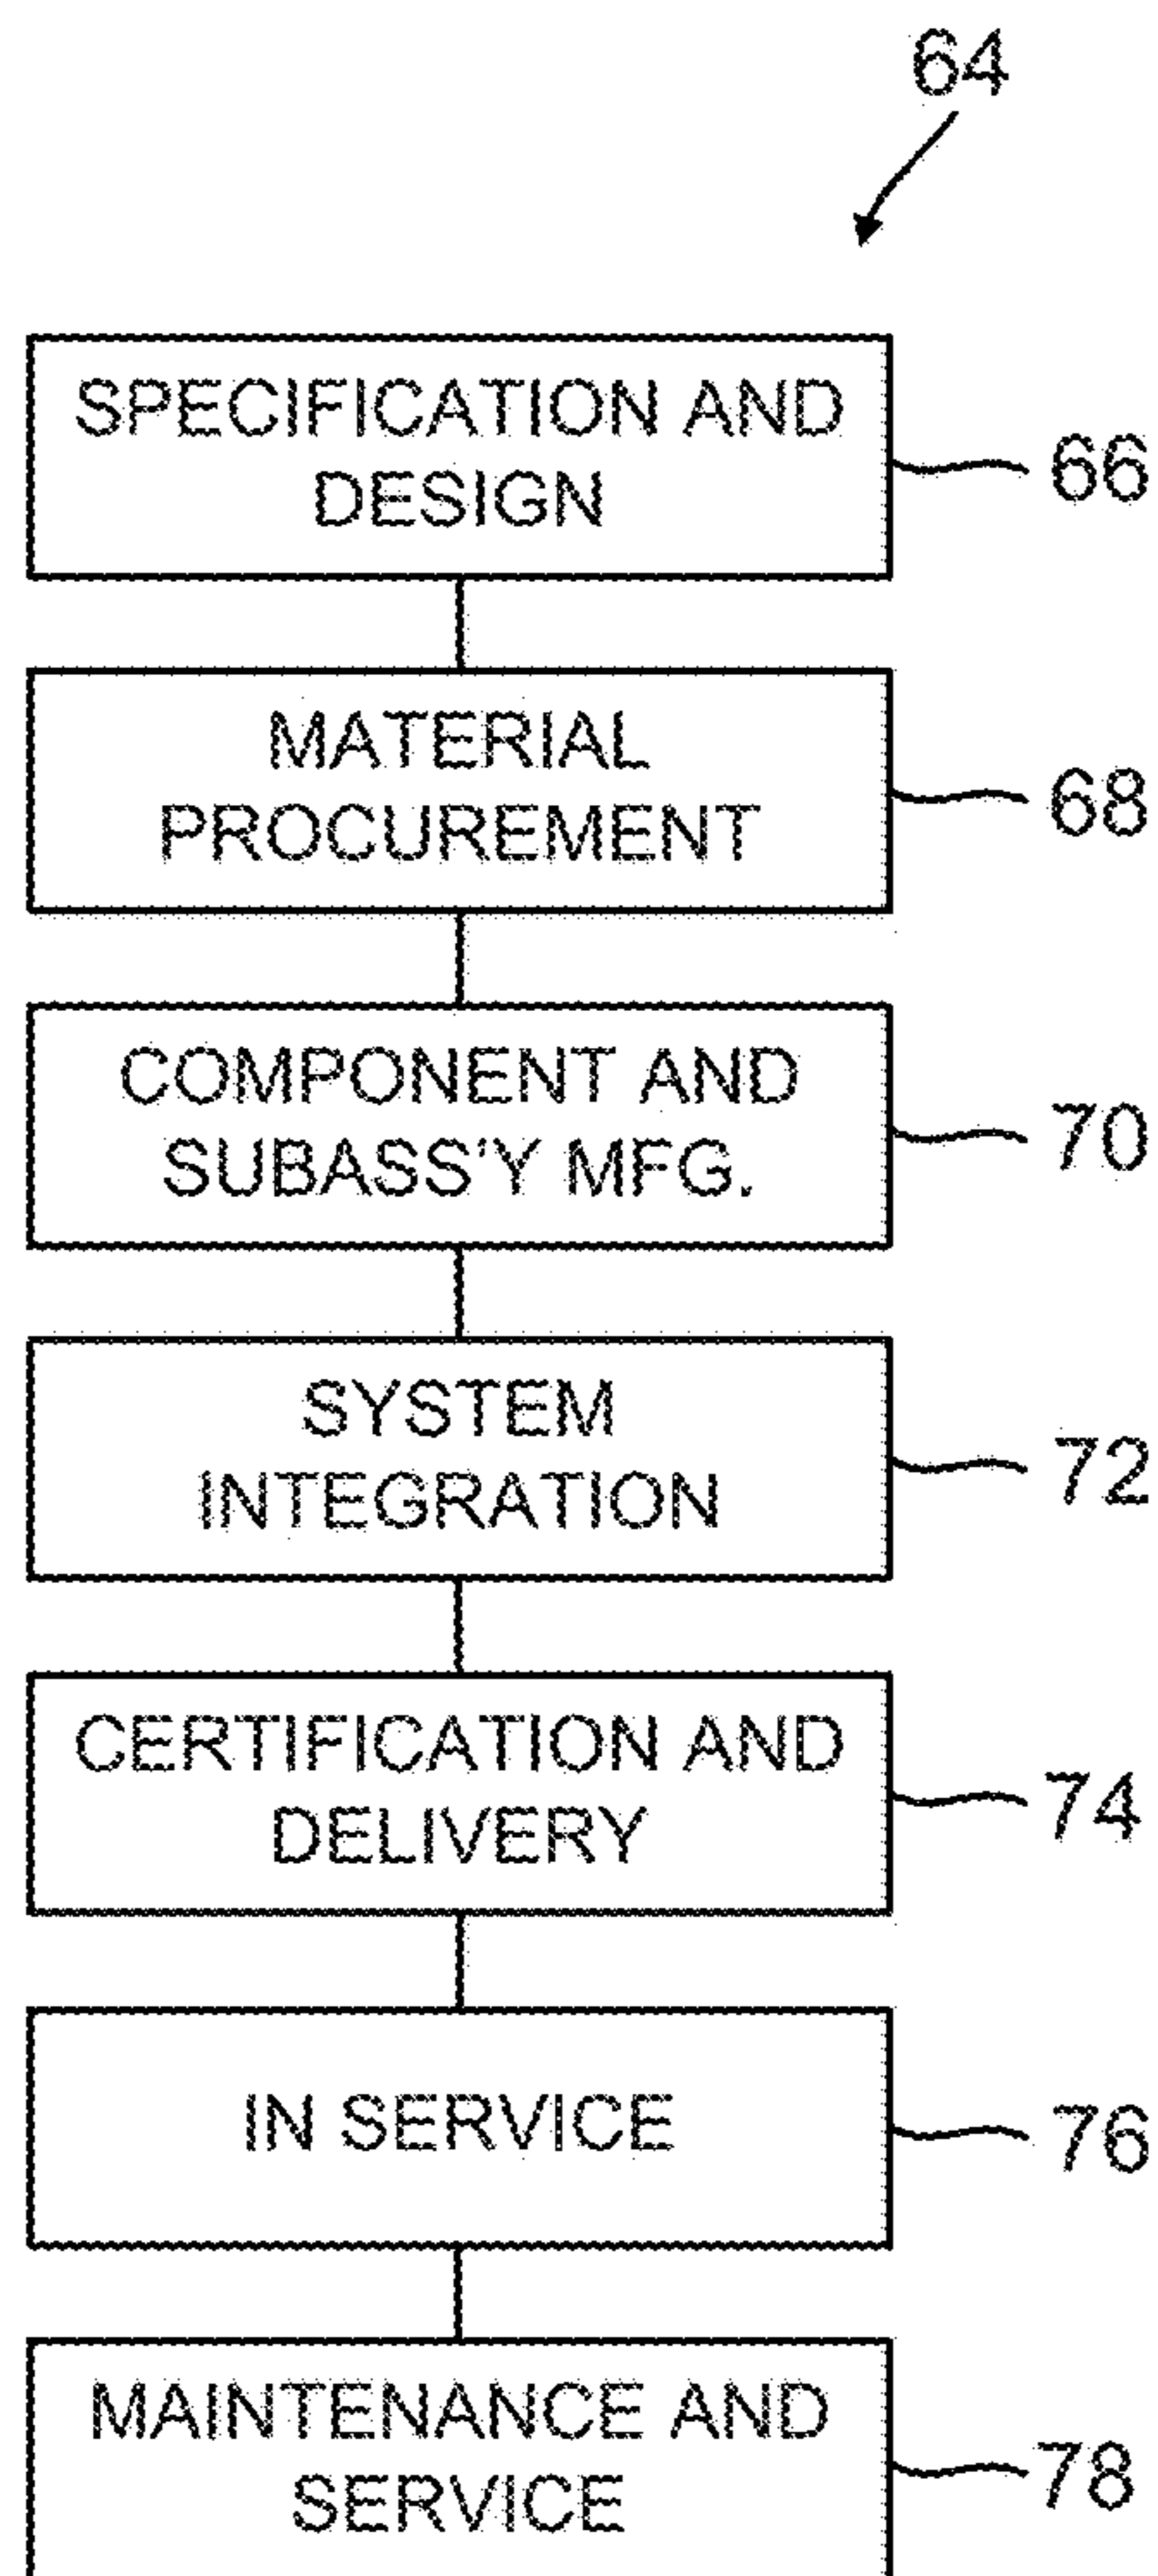 64
SPECIFICATION AND
DESIGN
66
MATERIAL
PROCUREMENT
68
COMPONENT AND
SUBASS'Y MFG.
70
SYSTEM
INTEGRATION
72
CERTIFICATION AND
DELIVERY
74
IN SERVICE
76
MAINTENANCE AND
SERVICE
78